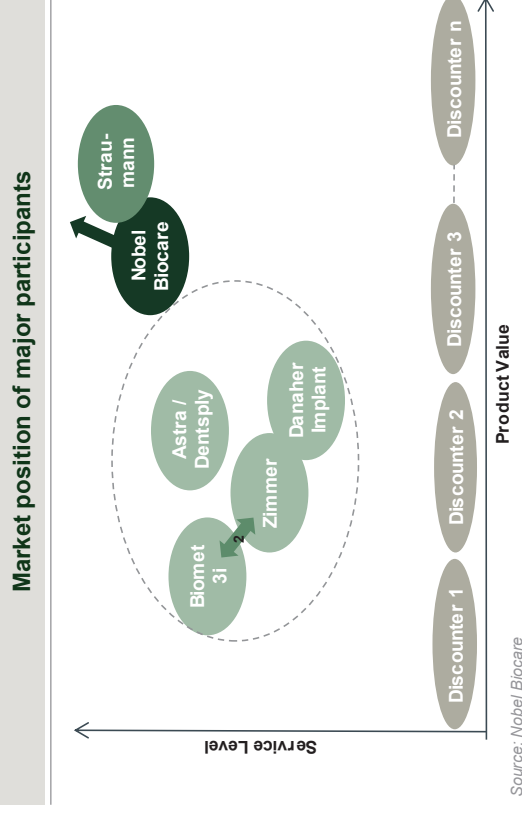 Market position of major participants
Service Level
Strau-
mann
Nobel
Biocare
Astra /
Dentsply
Biomet
3i
2
Zimmer
Danaher
Implant
Discounter 1
Discounter 2
Discounter 3
Discounter n
Product Value
Source: Nobel Biocare